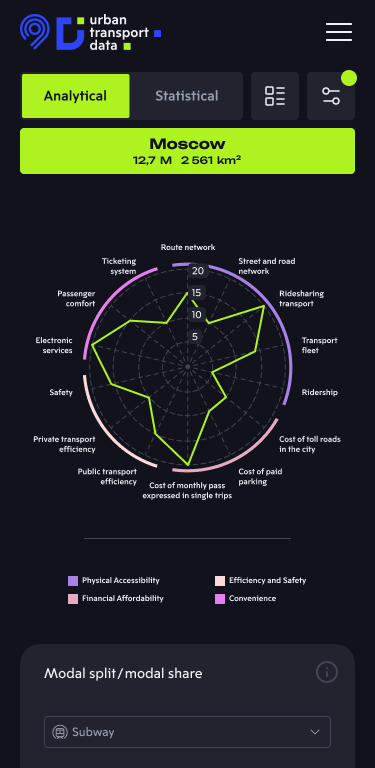 urban
transport
data
Analytical
Statistical
Moscow
12,7 M 2 561 km²
Route network
Ticketing
system
Street and road
network
20
Passenger
comfort
15
Ridesharing
transport
10
5
Electronic
services
Transport
fleet
Safety
Ridership
Private transport
efficiency
Cost of toll roads
in the city
Public transport
efficiency
Cost of monthly pass
expressed in single trips
Cost of paid
parking
Physical Accessibility
Efficiency and Safety
Financial Affordability
Convenience
Modal split/modal share
Subway